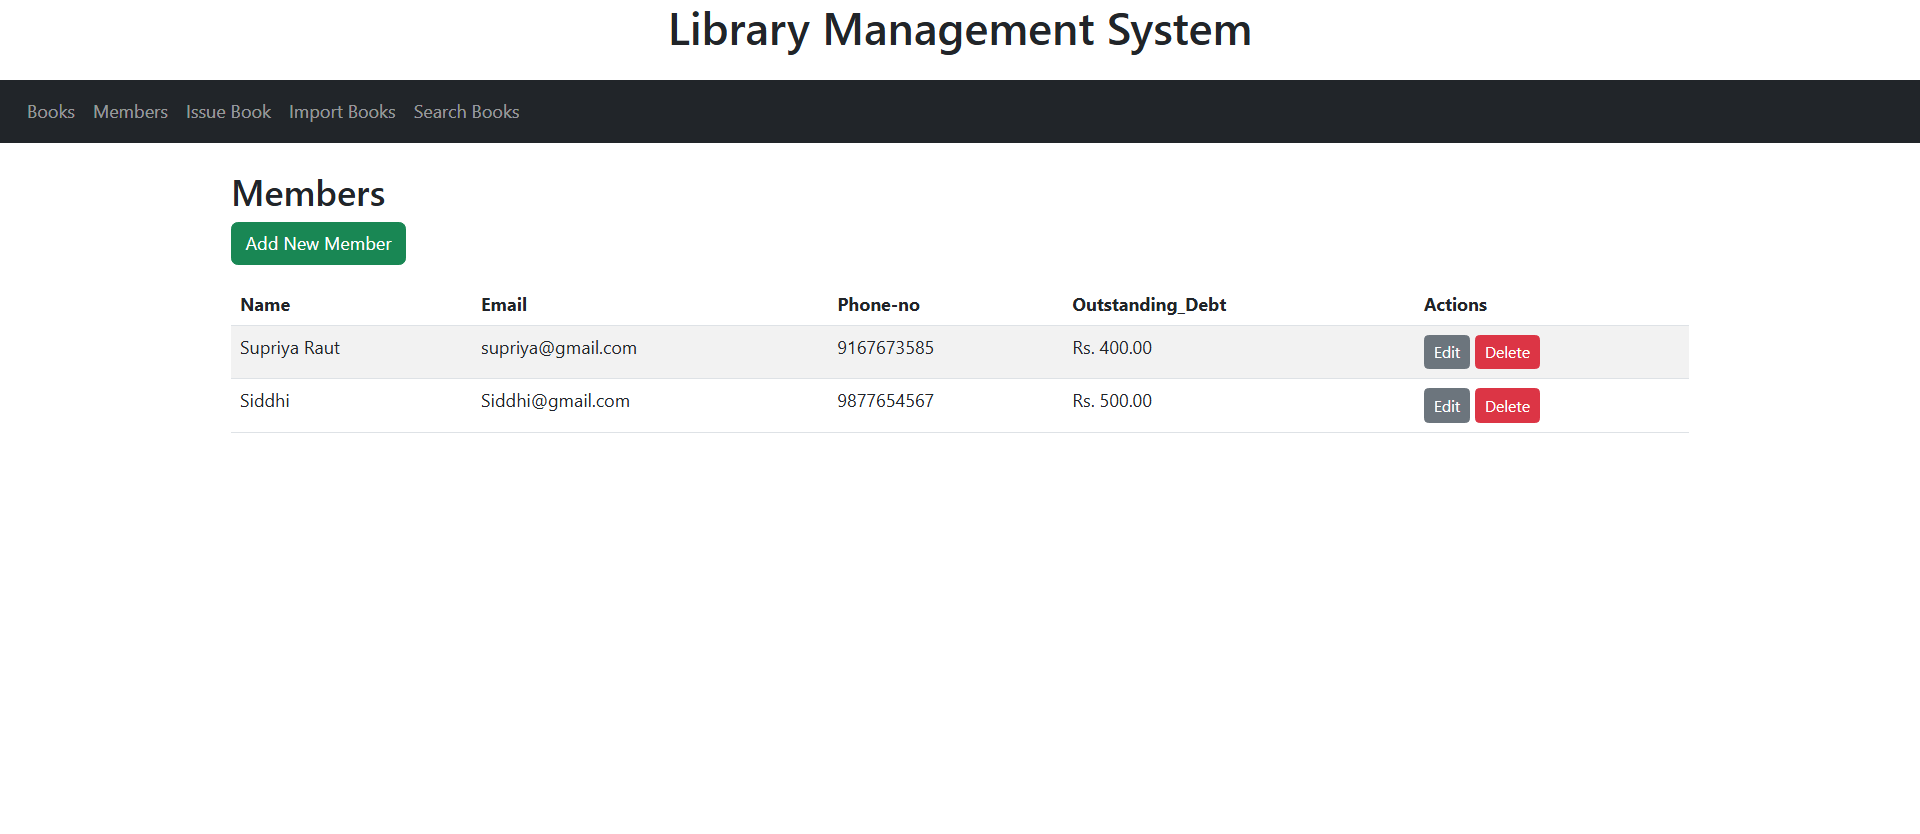 Library Management System
Books Members Issue Book Import Books Search Books
Members
Add New Member
Name Email Phone-no Outstanding_Debt Actions
Supriya Raut supriya@gmail.com 9167673585 Rs. 400.00 Edit Delete
Siddhi Siddhi@gmail.com 9877654567 Rs. 500.00 Edit Delete